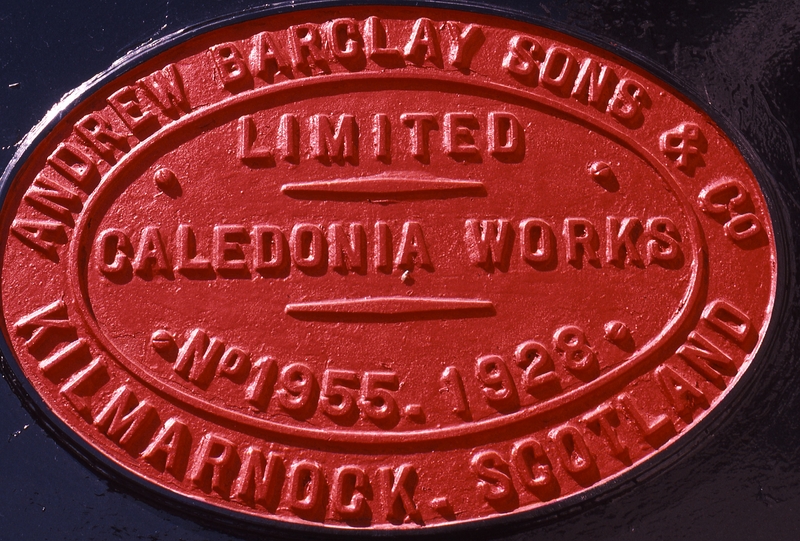 ANDREW BARCLAY SONS & CO
LIMITED
CALEDONIA WORKS
No 1955. 1928
KILMARNOCK. SCOTLAND